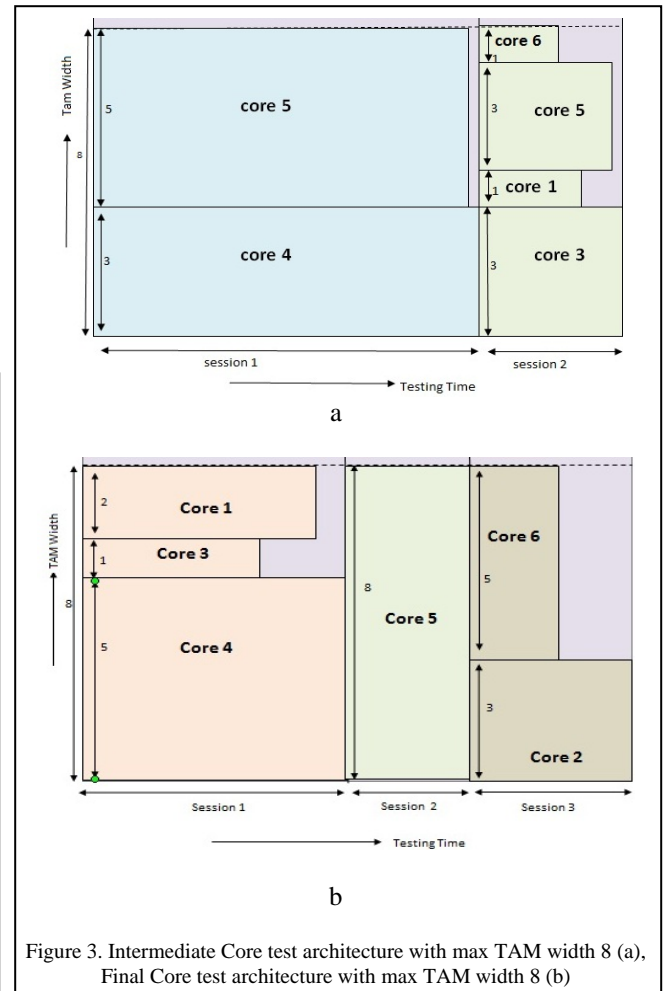 core 6
1
Tam Width
8
5
core 5
3
core 5
1
core 1
3
core 4
3
core 3
session 1
session 2
Testing Time
a
TAM Width
8
2
Core 1
1
Core 3
5
Core 4
8
Core 5
Core 6
5
3
Core 2
Session 1
Session 2
Session 3
Testing Time
b
Figure 3. Intermediate Core test architecture with max TAM width 8 (a),
Final Core test architecture with max TAM width 8 (b)